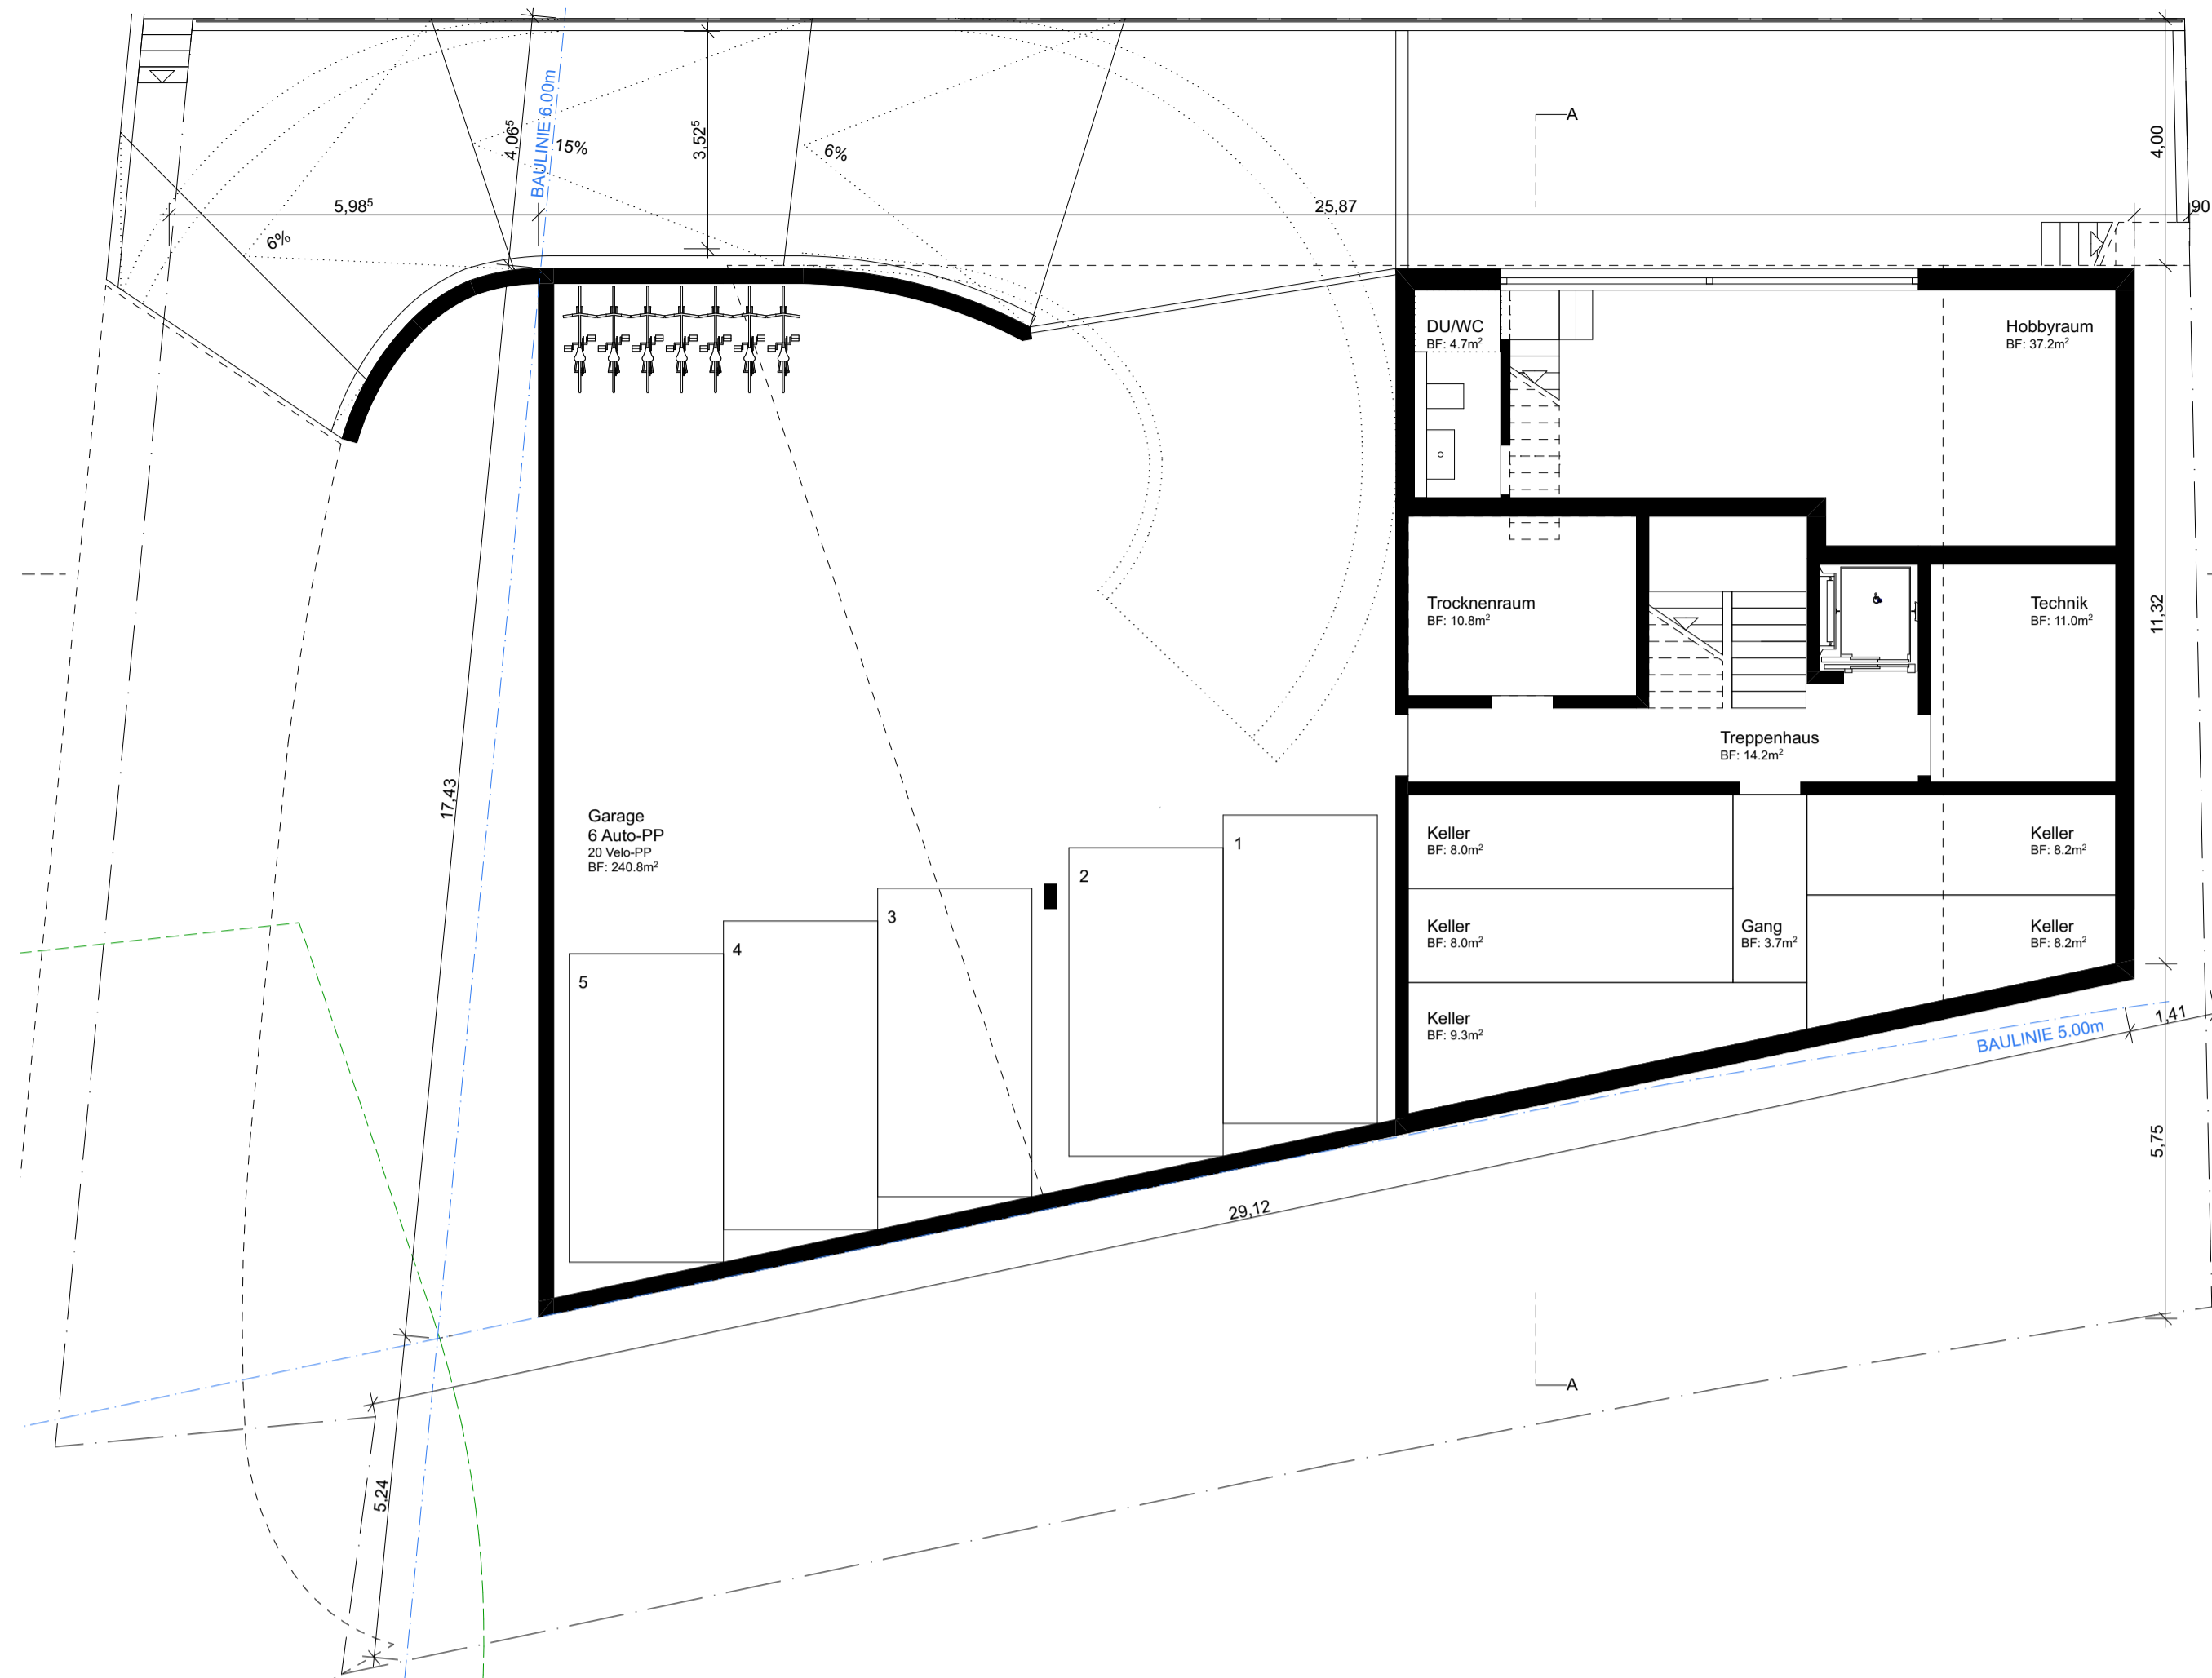 BAULINIE 6.00m
4,06⁵
15%
3,52⁵
6%
A
4,00
5,98⁵
25,87
90
6%
DU/WC
BF: 4.7m²
Hobbyraum
BF: 37.2m²
Trocknenraum
BF: 10.8m²
Technik
BF: 11.0m²
11,32
Treppenhaus
BF: 14.2m²
17,43
Garage
6 Auto-PP
20 Velo-PP
BF: 240.8m²
1
2
3
4
5
Keller
BF: 8.0m²
Keller
BF: 8.2m²
Keller
BF: 8.0m²
Gang
BF: 3.7m²
Keller
BF: 8.2m²
Keller
BF: 9.3m²
1,41
BAULINIE 5.00m
5,75
29,12
A
5,24